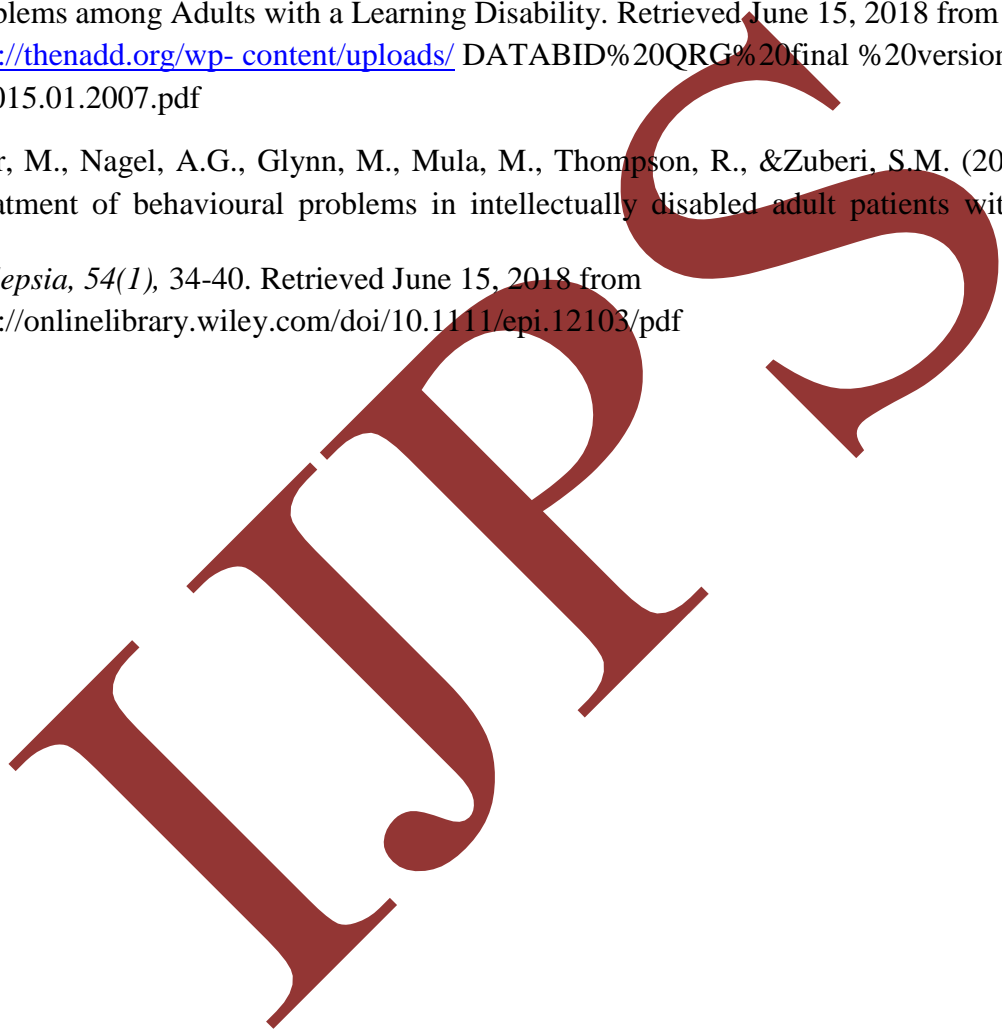 blems among Adults with a Learning Disability. Retrieved June 15, 2018 from
://thenadd.org/wp- content/uploads/ DATABID%20QRG%20final %20version
015.01.2007.pdf
r, M., Nagel, A.G., Glynn, M., Mula, M., Thompson, R., &Zuberi, S.M. (20
atment of behavioural problems in intellectually disabled adult patients wit
epsia, 54(1), 34-40. Retrieved June 15, 2018 from
://onlinelibrary.wiley.com/doi/10.1111/epi.12103/pdf
IJPS